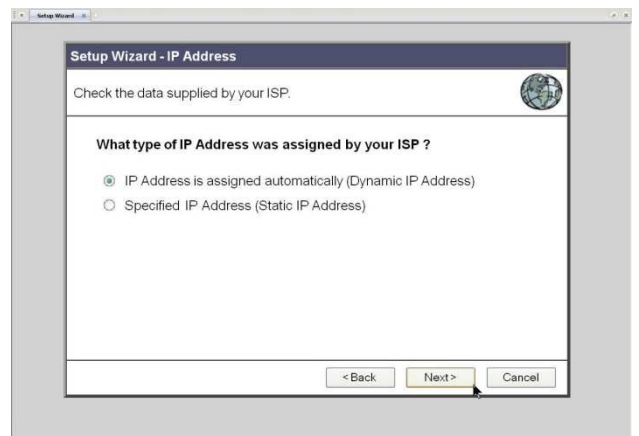 Setup Wizard
Setup Wizard - IP Address
Check the data supplied by your ISP.
What type of IP Address was assigned by your ISP ?
IP Address is assigned automatically (Dynamic IP Address)
Specified IP Address (Static IP Address)
<Back Next> Cancel